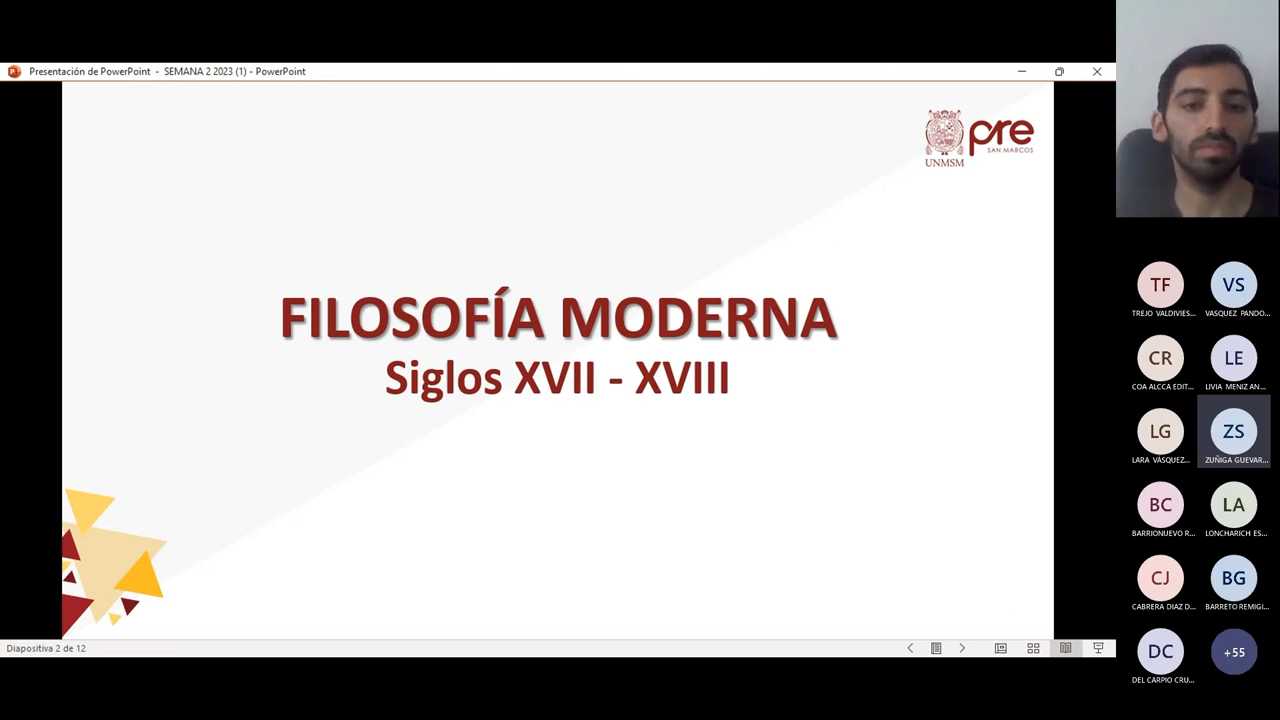 Presentación de PowerPoint - SEMANA 2 2023 (1) - PowerPoint
UNMSM
pre
SAN MARCOS
FILOSOFÍA MODERNA
Siglos XVII - XVIII
Diapositiva 2 de 12
TF
VS
TREJO VALDIVIES...
VASQUEZ PANDO...
CR
LE
COA ALCCA EDIT...
LIVIA MENIZ AN...
LG
ZS
LARA VÁSQUEZ...
ZUÑIGA GUEVAR...
BC
LA
BARRIONUEVO R...
LONCHARICH ES...
CJ
BG
CABRERA DIAZ D...
BARRETO REMIGI...
DC
+55
DEL CARPIO CRU...